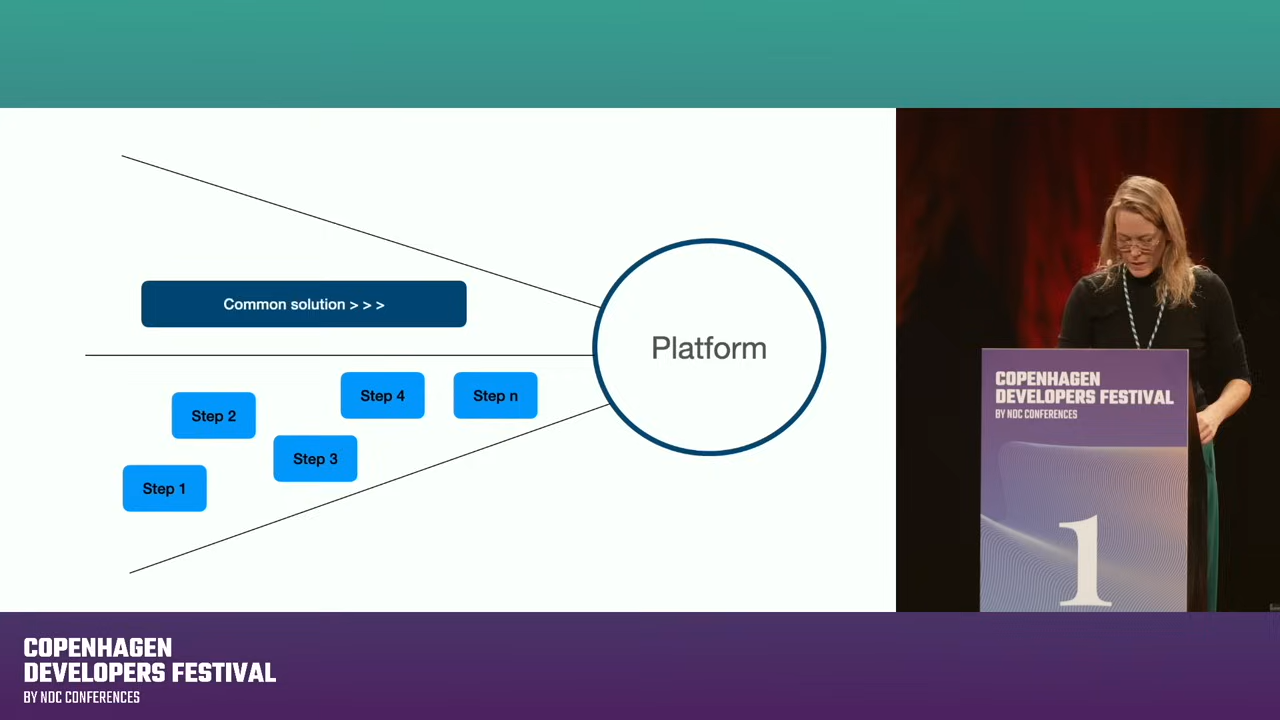 Common solution > > >
Platform
Step 4
Step n
Step 2
Step 3
Step 1
COPENHAGEN
DEVELOPERS FESTIVAL
BY NDC CONFERENCES
1
COPENHAGEN
DEVELOPERS FESTIVAL
BY NDC CONFERENCES